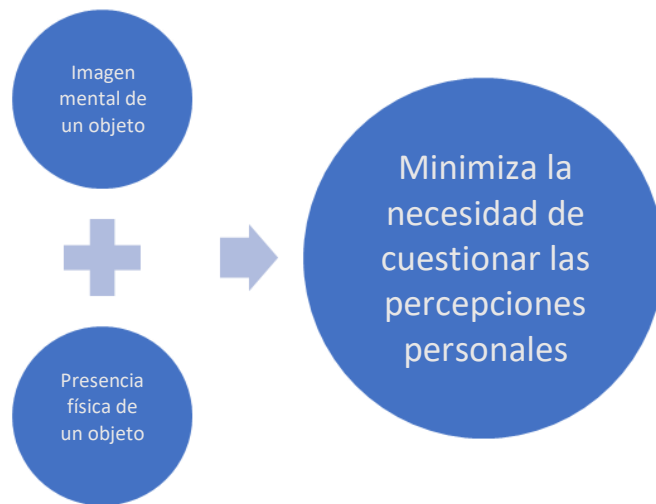 Imagen
mental de
un objeto
Presencia
física de
un objeto
Minimiza la
necesidad de
cuestionar las
percepciones
personales